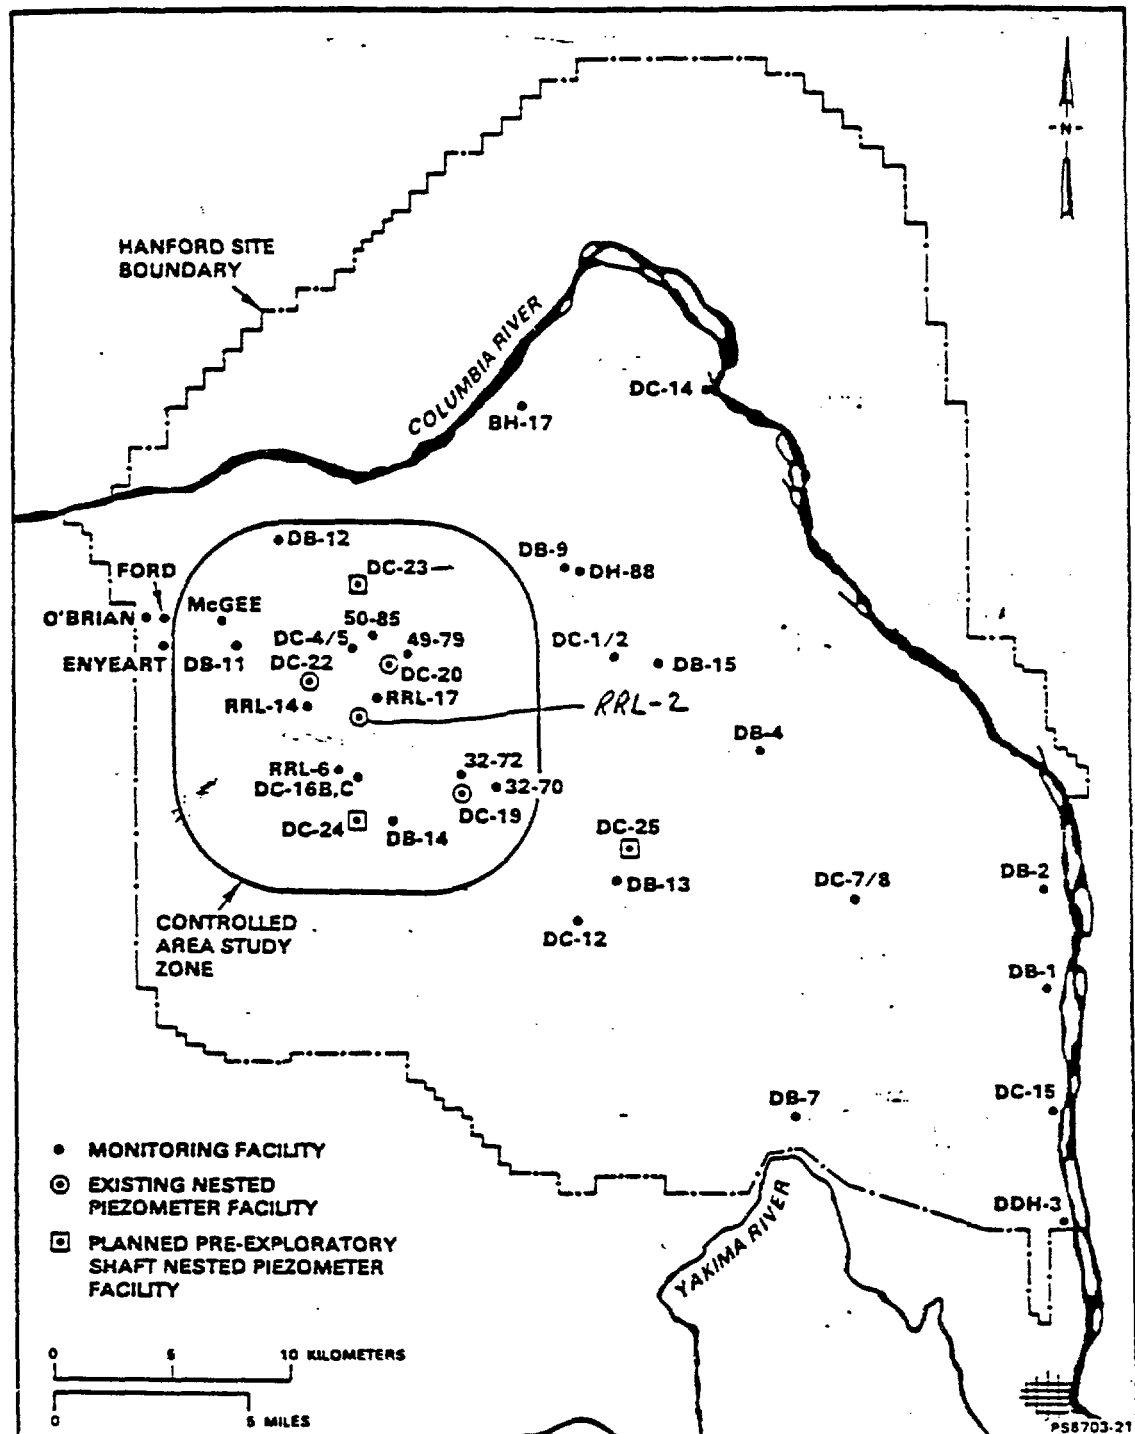 N
HANFORD SITE
BOUNDARY
COLUMBIA RIVER
DC-14
BH-17
DB-12
DB-9
DH-88
FORD
DC-23
O'BRIAN
McGEE
50-85
DC-4/5
49-79
DC-1/2
DB-15
ENYEART
DB-11
DC-22
DC-20
RRL-14
RRL-17
RRL-2
DB-4
RRL-6
32-72
DC-16B,C
32-70
DC-19
DC-24
DB-14
DC-25
DB-13
DC-7/8
DB-2
CONTROLLED
AREA STUDY
ZONE
DC-12
DB-1
DB-7
DC-15
DDH-3
YAKIMA RIVER
MONITORING FACILITY
EXISTING NESTED
PIEZOMETER FACILITY
PLANNED PRE-EXPLORATORY
SHAFT NESTED PIEZOMETER
FACILITY
0 5 10 KILOMETERS
0 5 MILES
PS8703-21